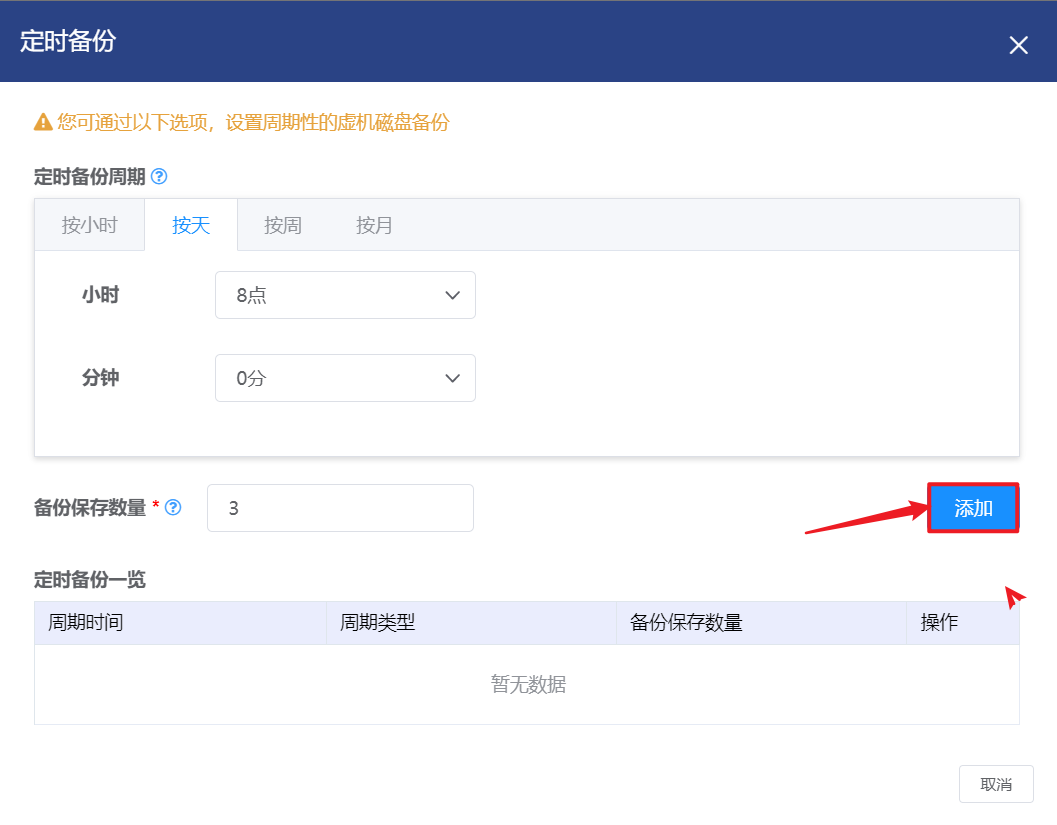 定时备份
您可通过以下选项，设置周期性的虚机磁盘备份
定时备份周期
按小时 按天 按周 按月
小时 8点
分钟 0分
备份保存数量 * 3 添加
定时备份一览
周期时间 周期类型 备份保存数量 操作
暂无数据
取消